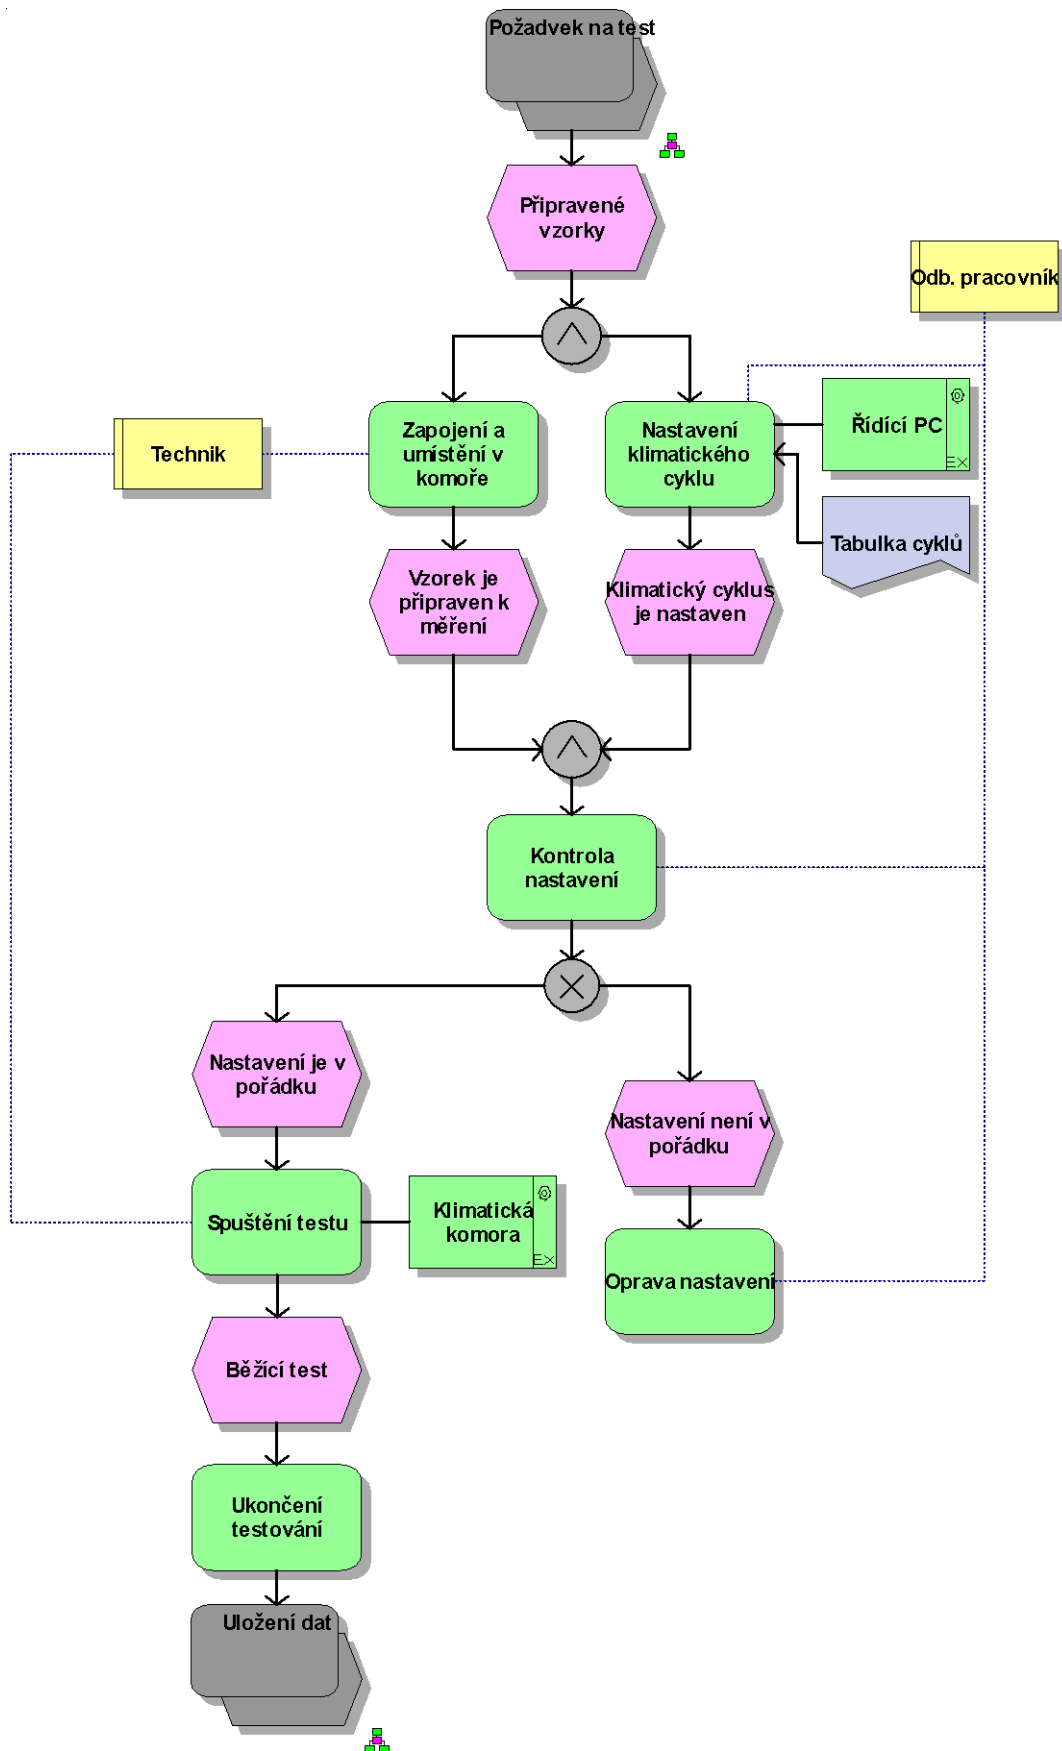 Požadvek na test
Připravené
vzorky
Odb. pracovník
Zapojení a
umístění v
komoře
Nastavení
klimatického
cyklu
Řídící PC
EX
Technik
Tabulka cyklů
Vzorek je
připraven k
měření
Klimatický cyklus
je nastaven
Kontrola
nastavení
Nastavení je v
pořádku
Nastavení není v
pořádku
Spuštění testu
Klimatická
komora
EX
Oprava nastavení
Běžící test
Ukončení
testování
Uložení dat